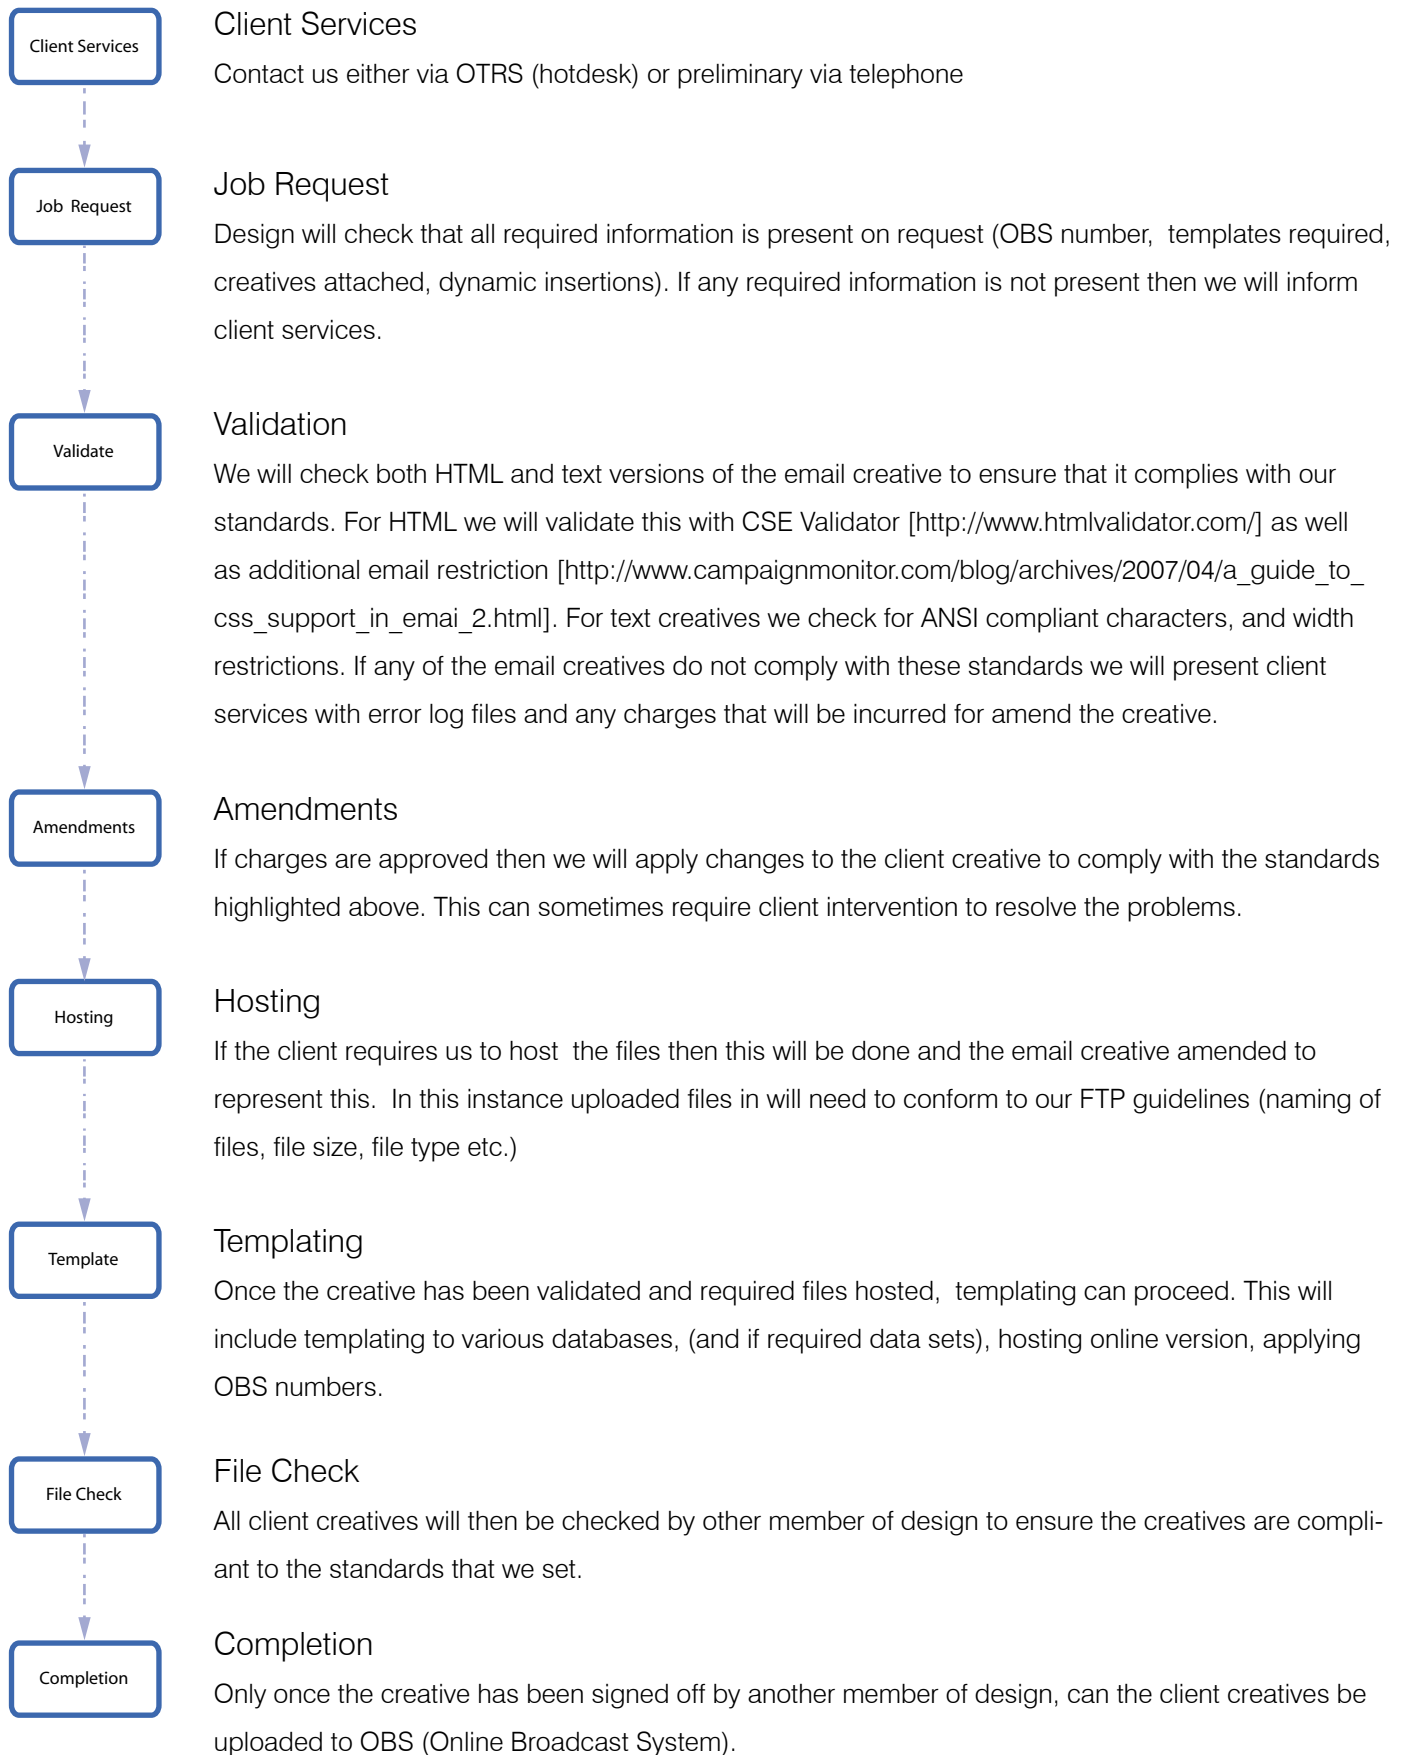 Client Services
Client Services
Contact us either via OTRS (hotdesk) or preliminary via telephone
Job  Request
Job Request
Design will check that all required information is present on request (OBS number,  templates required,
creatives attached, dynamic insertions). If any required information is not present then we will inform
client services.
Validate
Validation
We will check both HTML and text versions of the email creative to ensure that it complies with our
standards. For HTML we will validate this with CSE Validator [http://www.htmlvalidator.com/] as well
as additional email restriction [http://www.campaignmonitor.com/blog/archives/2007/04/a_guide_to_
css_support_in_emai_2.html]. For text creatives we check for ANSI compliant characters, and width
restrictions. If any of the email creatives do not comply with these standards we will present client
services with error log files and any charges that will be incurred for amend the creative.
Amendments
Amendments
If charges are approved then we will apply changes to the client creative to comply with the standards
highlighted above. This can sometimes require client intervention to resolve the problems.
Hosting
Hosting
If the client requires us to host  the files then this will be done and the email creative amended to
represent this.  In this instance uploaded files in will need to conform to our FTP guidelines (naming of
files, file size, file type etc.)
Template
Templating
Once the creative has been validated and required files hosted,  templating can proceed. This will
include templating to various databases, (and if required data sets), hosting online version, applying
OBS numbers.
File Check
File Check
All client creatives will then be checked by other member of design to ensure the creatives are compli-
ant to the standards that we set.
Completion
Completion
Only once the creative has been signed off by another member of design, can the client creatives be
uploaded to OBS (Online Broadcast System).